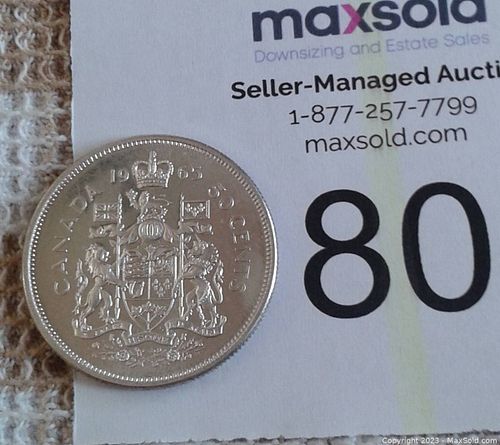 maxsold
Downsizing and Estate Sales
Seller-Managed Aucti
1-877-257-7799
maxsold.com
80
CANADA 1965 50 CENTS
Copyright 2023 - MaxSold.com